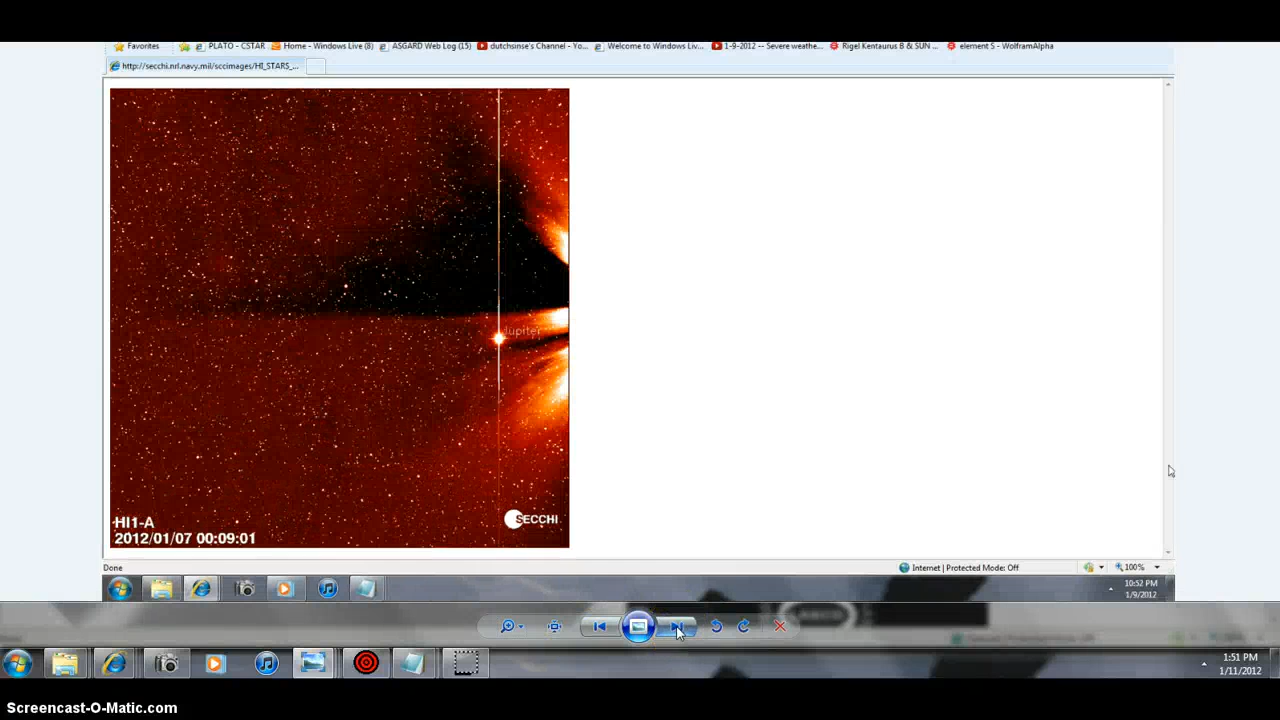 Favorites PLATO - CSTAR Home - Windows Live (8) ASGARD Web Log (15) dutchsinse's Channel - Yo... Welcome to Windows Liv... 1-9-2012 -- Severe weathe... Rigel Kentaurus B & SUN ... element S - WolframAlpha
http://secchi.nrl.navy.mil/sccimages/HI_STARS_...
Jupiter
SECCHI
HI1-A
2012/01/07 00:09:01
Done Internet | Protected Mode: Off 100%
10:52 PM
1/9/2012
1:51 PM
1/11/2012
Screencast-O-Matic.com